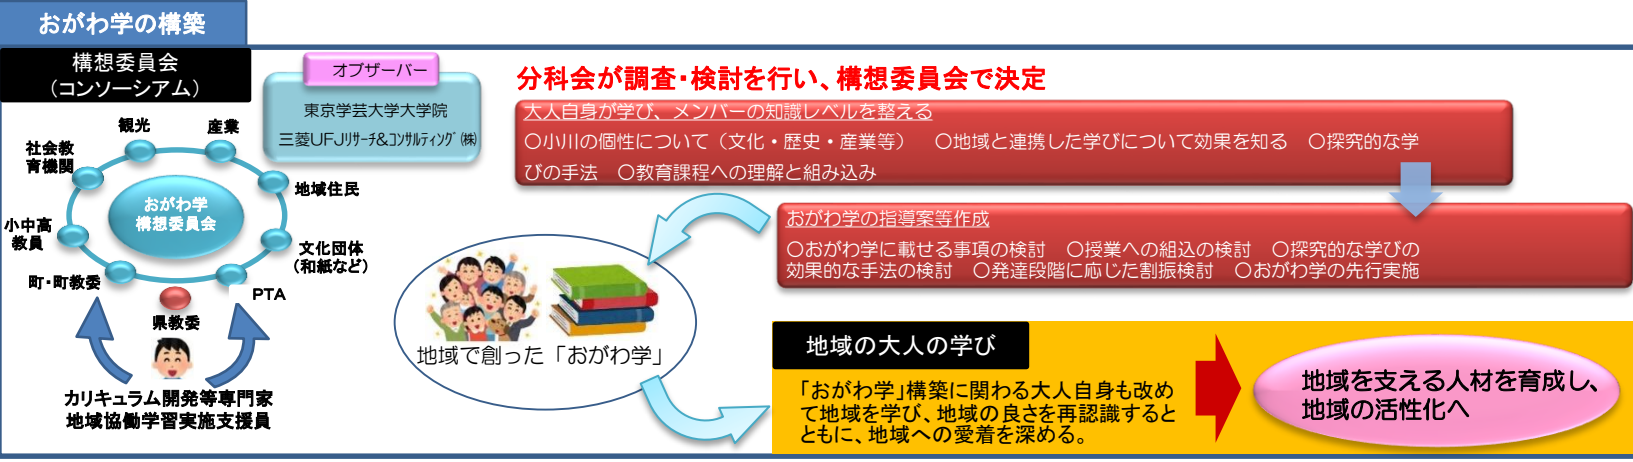 おがわ学の構築
構想委員会
（コンソーシアム）
オブザーバー
東京学芸大学大学院
三菱UFJﾘｻｰﾁ&ｺﾝｻﾙﾃｨﾝｸﾞ㈱
観光
産業
社会教
育機関
地域住民
おがわ学
構想委員会
小中高
教員
文化団体
（和紙など）
町・町教委
PTA
県教委
カリキュラム開発等専門家
地域協働学習実施支援員
分科会が調査・検討を行い、構想委員会で決定
大人自身が学び、メンバーの知識レベルを整える
〇小川の個性について（文化・歴史・産業等）　〇地域と連携した学びについて効果を知る　〇探究的な学
びの手法　〇教育課程への理解と組み込み
おがわ学の指導案等作成
〇おがわ学に載せる事項の検討　〇授業への組込の検討　〇探究的な学びの
効果的な手法の検討　〇発達段階に応じた割振検討　〇おがわ学の先行実施
地域で創った「おがわ学」
地域の大人の学び
「おがわ学」構築に関わる大人自身も改め
て地域を学び、地域の良さを再認識すると
ともに、地域への愛着を深める。
地域を支える人材を育成し、
地域の活性化へ